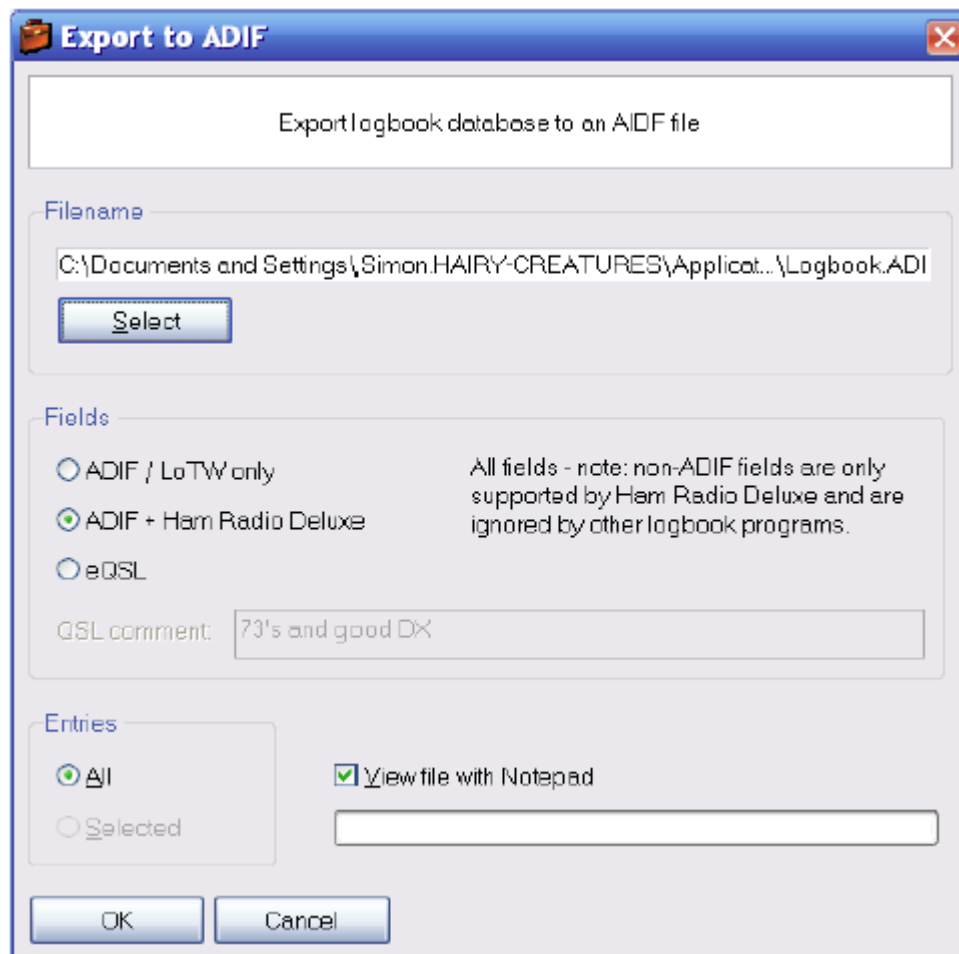 Export to ADIF
Export logbook database to an AIDF file
Filename
C:\Documents and Settings\,Simon.HAIRY-CREATURES\Applicat...\Logbook.ADI
Select
Fields
ADIF / LoTW only
ADIF + Ham Radio Deluxe
eQSL
All fields - note: non-ADIF fields are only
supported by Ham Radio Deluxe and are
ignored by other logbook programs.
QSL comment:
73's and good DX
Entries
All
Selected
View file with Notepad
OK
Cancel